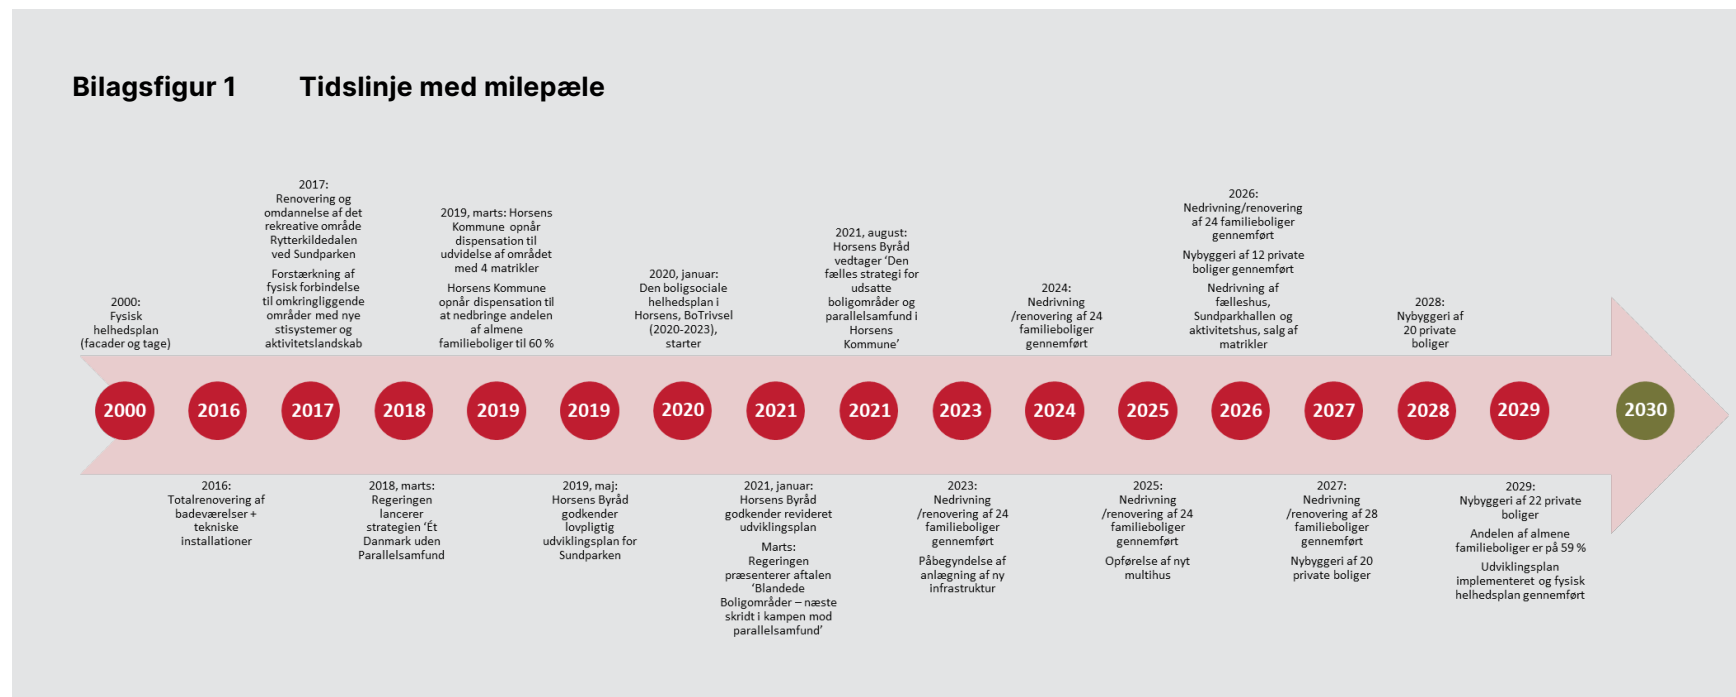 Bilagsfigur 1 Tidslinje med milepæle
2000:
Fysisk
helhedsplan
(facader og tage)
2017:
Renovering og
omdannelse af det
rekreative område
Rytterkildedalen
ved Sundparken
Forstærkning af
fysisk forbindelse
til omkringliggende
områder med nye
stisystemer og
aktivitetslandskab
2019, marts: Horsens
Kommune opnår
dispensation til
udvidelse af området
med 4 matrikler
Horsens Kommune
opnår dispensation til
at nedbringe andelen
af almene
familieboliger til 60 %
2020, januar:
Den boligsociale
helhedsplan i
Horsens, BoTrivsel
(2020-2023),
starter
2021, august:
Horsens Byråd
vedtager ‘Den
fælles strategi for
udsatte
boligområder og
parallelsamfund i
Horsens
Kommune’
2024:
Nedrivning
/renovering af 24
familieboliger
gennemført
2026:
Nedrivning/renovering
af 24 familieboliger
gennemført
Nybyggeri af 12 private
boliger gennemført
Nedrivning af
fælleshus,
Sundparkhallen og
aktivitetshus, salg af
matrikler
2028:
Nybyggeri af
20 private
boliger
2000 2016 2017 2018 2019 2019 2020 2021 2021 2023 2024 2025 2026 2027 2028 2029 2030
2016:
Totalrenovering af
badeværelser +
tekniske
installationer
2018, marts:
Regeringen
lancerer
strategien ‘Ét
Danmark uden
Parallelsamfund
2019, maj:
Horsens Byråd
godkender
lovpligtig
udviklingsplan for
Sundparken
2021, januar:
Horsens Byråd
godkender revideret
udviklingsplan
Marts:
Regeringen
præsenterer aftalen
‘Blandede
Boligområder – næste
skridt i kampen mod
parallelsamfund’
2023:
Nedrivning
/renovering af 24
familieboliger
gennemført
Påbegyndelse af
anlægning af ny
infrastruktur
2025:
Nedrivning
/renovering af 24
familieboliger
gennemført
Opførelse af nyt
multihus
2027:
Nedrivning
/renovering af 28
familieboliger
gennemført
Nybyggeri af 20
private boliger
2029:
Nybyggeri af 22 private
boliger
Andelen af almene
familieboliger er på 59 %
Udviklingsplan
implementeret og fysisk
helhedsplan gennemført